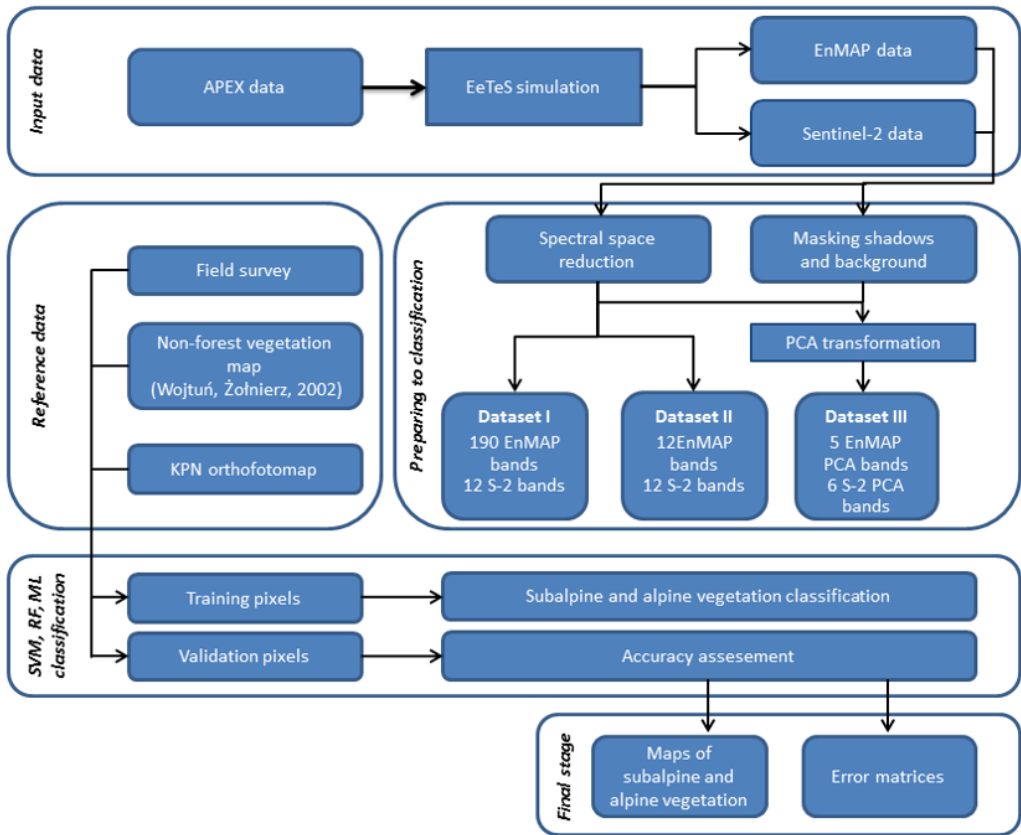 Input data
APEX data
EeTeS simulation
EnMAP data
Sentinel-2 data
Reference data
Field survey
Non-forest vegetation
map
(Wojtuń, Żołnierz, 2002)
KPN orthofotomap
Preparing to classification
Spectral space
reduction
Masking shadows
and background
PCA transformation
Dataset I
190 EnMAP
bands
12 S-2 bands
Dataset II
12EnMAP
bands
12 S-2 bands
Dataset III
5 EnMAP
PCA bands
6 S-2 PCA
bands
SVM, RF, ML
classification
Training pixels
Subalpine and alpine vegetation classification
Validation pixels
Accuracy assesement
Final stage
Maps of
subalpine and
alpine vegetation
Error matrices